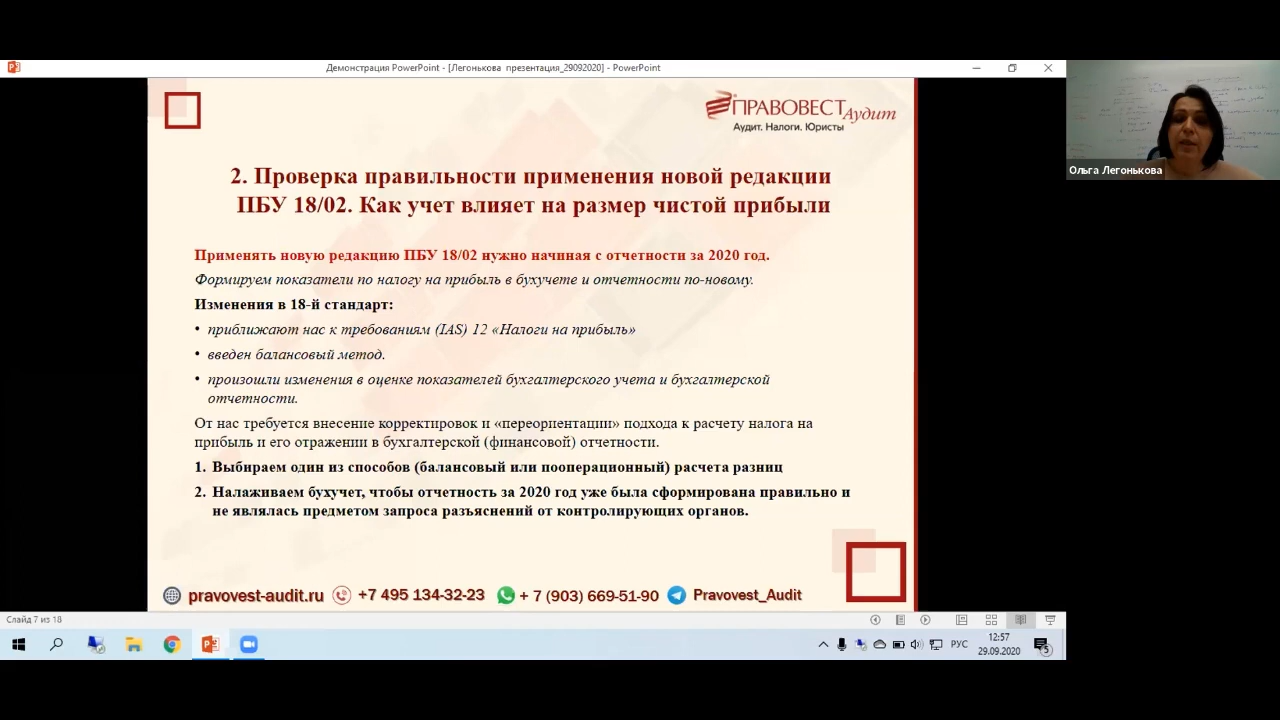 Демонстрация PowerPoint - [Легонькова презентация_29092020] - PowerPoint
ПРАВОВЕСТ Аудит
Аудит. Налоги. Юристы
Ольга Легонькова
2. Проверка правильности применения новой редакции
ПБУ 18/02. Как учет влияет на размер чистой прибыли
Применять новую редакцию ПБУ 18/02 нужно начиная с отчетности за 2020 год.
Формируем показатели по налогу на прибыль в бухучете и отчетности по-новому.
Изменения в 18-й стандарт:
• приближают нас к требованиям (IAS) 12 «Налоги на прибыль»
• введен балансовый метод.
• произошли изменения в оценке показателей бухгалтерского учета и бухгалтерской
отчетности.
От нас требуется внесение корректировок и «переориентации» подхода к расчету налога на
прибыль и его отражении в бухгалтерской (финансовой) отчетности.
1. Выбираем один из способов (балансовый или пооперационный) расчета разниц
2. Налаживаем бухучет, чтобы отчетность за 2020 год уже была сформирована правильно и
не являлась предметом запроса разъяснений от контролирующих органов.
pravovest-audit.ru +7 495 134-32-23 + 7 (903) 669-51-90 Pravovest_Audit
Слайд 7 из 18
РУС
12:57
29.09.2020
5